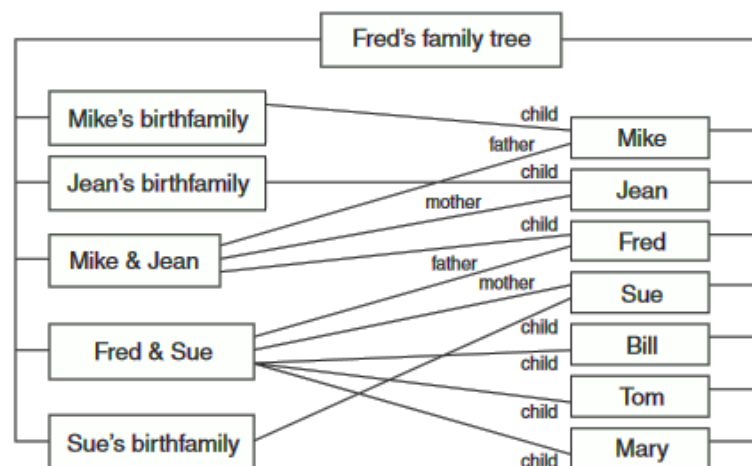 Fred's family tree
Mike's birthfamily
child
Mike
father
Jean's birthfamily
child
Jean
mother
child
Fred
Mike & Jean
father
mother
Sue
child
Fred & Sue
Bill
child
Tom
child
Sue's birthfamily
Mary
child